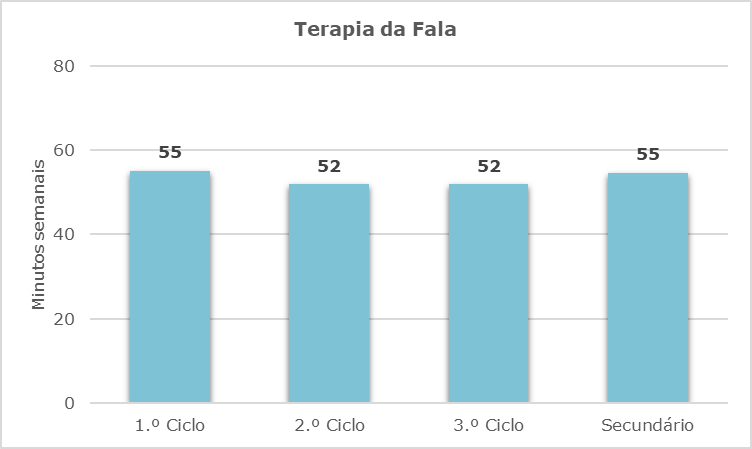 Terapia da Fala
Minutos semanais
80
60
40
20
0
55
52
52
55
1.º Ciclo
2.º Ciclo
3.º Ciclo
Secundário